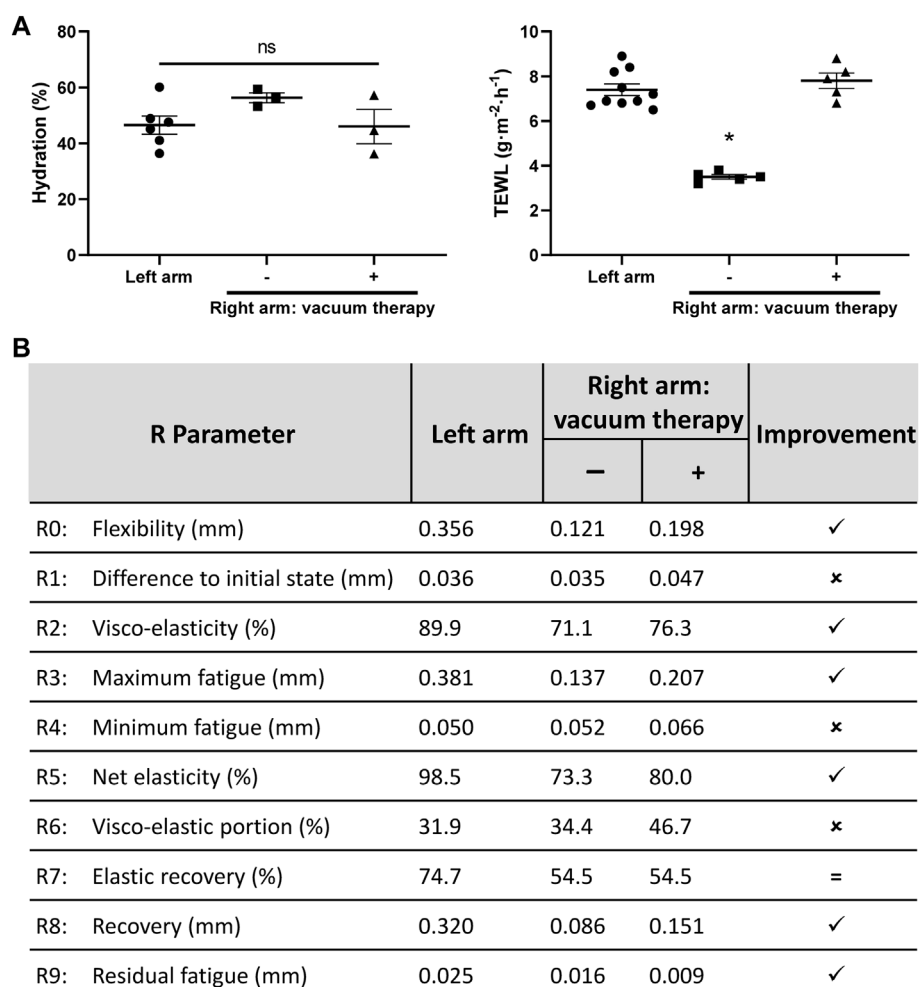 A
80
60
40
20
0
Hydration (%)
ns
Left arm - +
Right arm: vacuum therapy
10
8
6
4
2
0
TEWL (g·m⁻²·h⁻¹)
*
Left arm - +
Right arm: vacuum therapy
B
R Parameter Left arm Right arm: vacuum therapy Improvement
− +
R0: Flexibility (mm) 0.356 0.121 0.198 ✓
R1: Difference to initial state (mm) 0.036 0.035 0.047 ×
R2: Visco-elasticity (%) 89.9 71.1 76.3 ✓
R3: Maximum fatigue (mm) 0.381 0.137 0.207 ✓
R4: Minimum fatigue (mm) 0.050 0.052 0.066 ×
R5: Net elasticity (%) 98.5 73.3 80.0 ✓
R6: Visco-elastic portion (%) 31.9 34.4 46.7 ×
R7: Elastic recovery (%) 74.7 54.5 54.5 =
R8: Recovery (mm) 0.320 0.086 0.151 ✓
R9: Residual fatigue (mm) 0.025 0.016 0.009 ✓